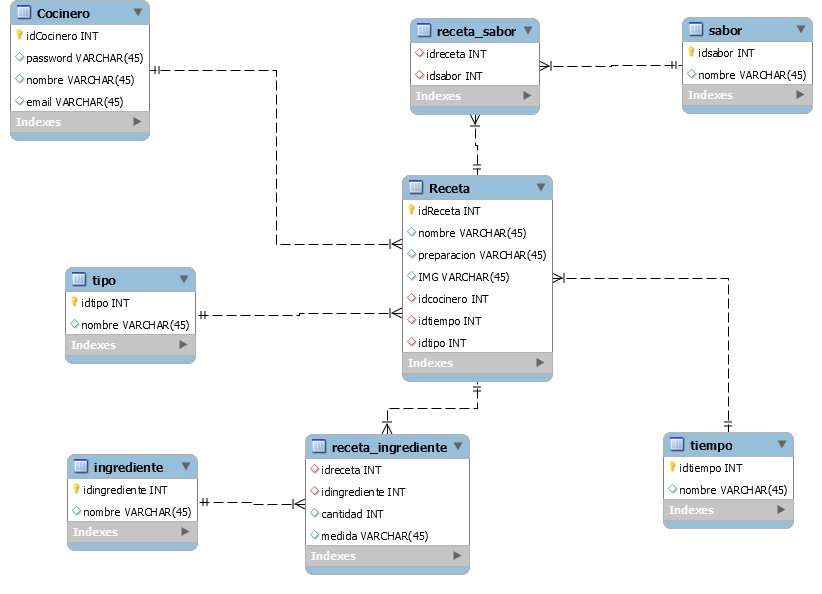 Cocinero
idCocinero INT
password VARCHAR(45)
nombre VARCHAR(45)
email VARCHAR(45)
Indexes
receta_sabor
idreceta INT
idsabor INT
Indexes
sabor
idsabor INT
nombre VARCHAR(45)
Indexes
Receta
idReceta INT
nombre VARCHAR(45)
preparacion VARCHAR(45)
IMG VARCHAR(45)
idcocinero INT
idtiempo INT
idtipo INT
Indexes
tipo
idtipo INT
nombre VARCHAR(45)
Indexes
receta_ingrediente
idreceta INT
idingrediente INT
cantidad INT
medida VARCHAR(45)
Indexes
ingrediente
idingrediente INT
nombre VARCHAR(45)
Indexes
tiempo
idtiempo INT
nombre VARCHAR(45)
Indexes